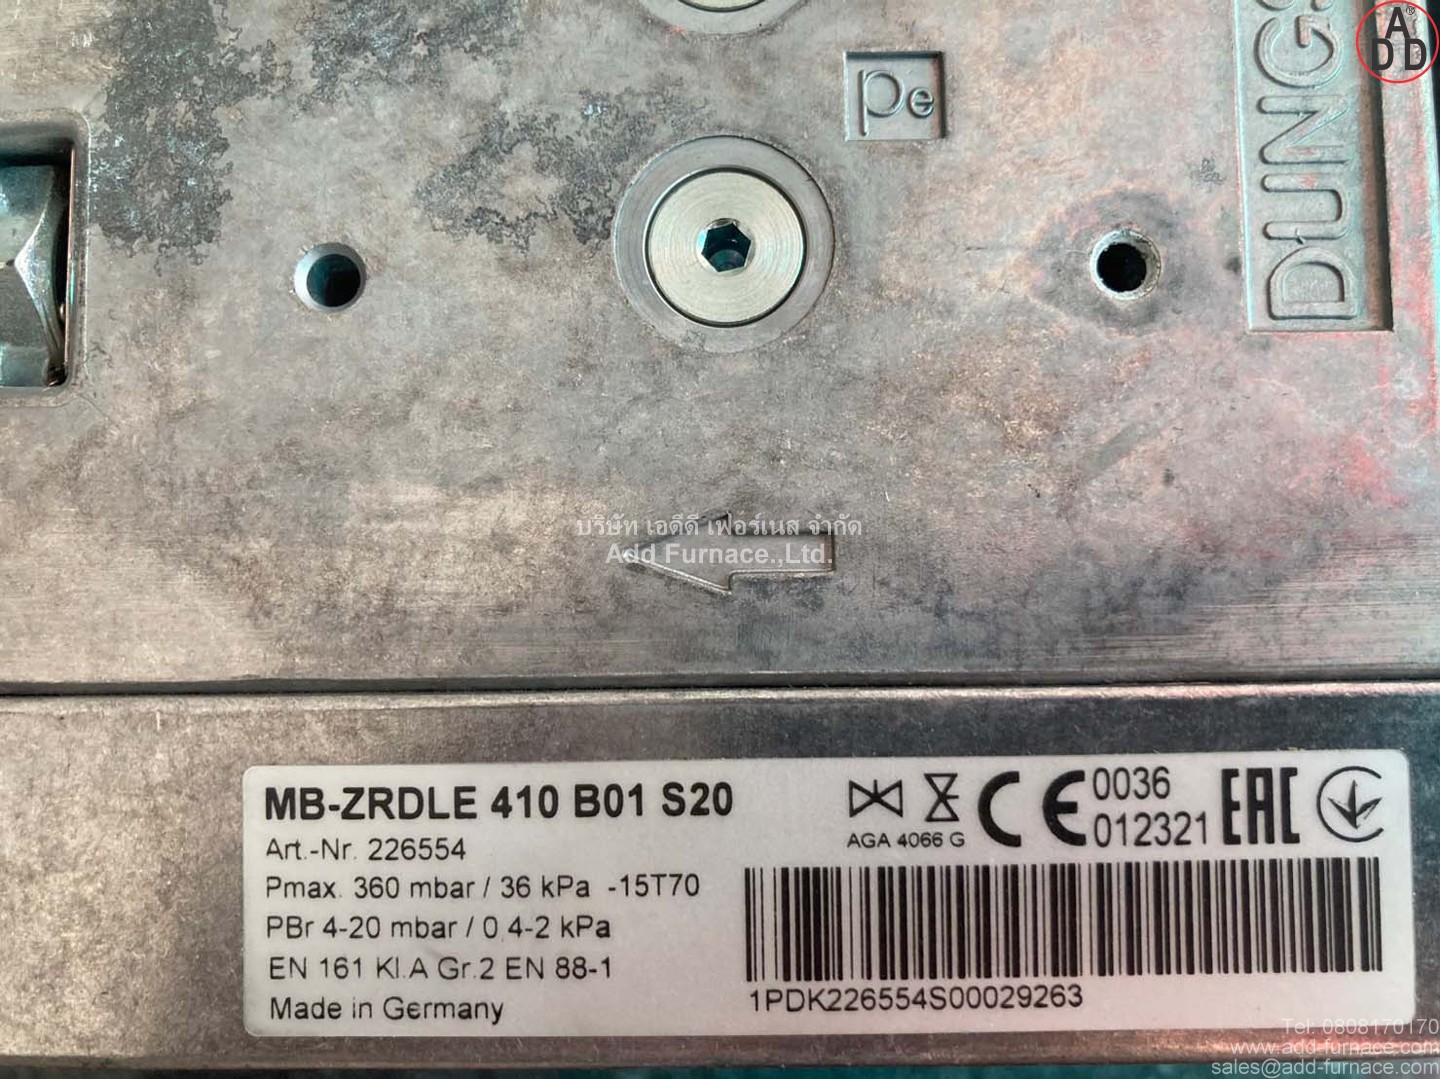 A®
DD
pe
DUNGS
บริษัท เอดีดี เฟอร์เนส จำกัด
Add Furnace.,Ltd.
MB-ZRDLE 410 B01 S20
Art.-Nr. 226554
Pmax. 360 mbar / 36 kPa -15T70
PBr 4-20 mbar / 0.4-2 kPa
EN 161 Kl.A Gr.2 EN 88-1
Made in Germany
AGA 4066 G
CE 0036
012321
EAC
1PDK226554S00029263
Tel: 0808170170
www.add-furnace.com
sales@add-furnace.com